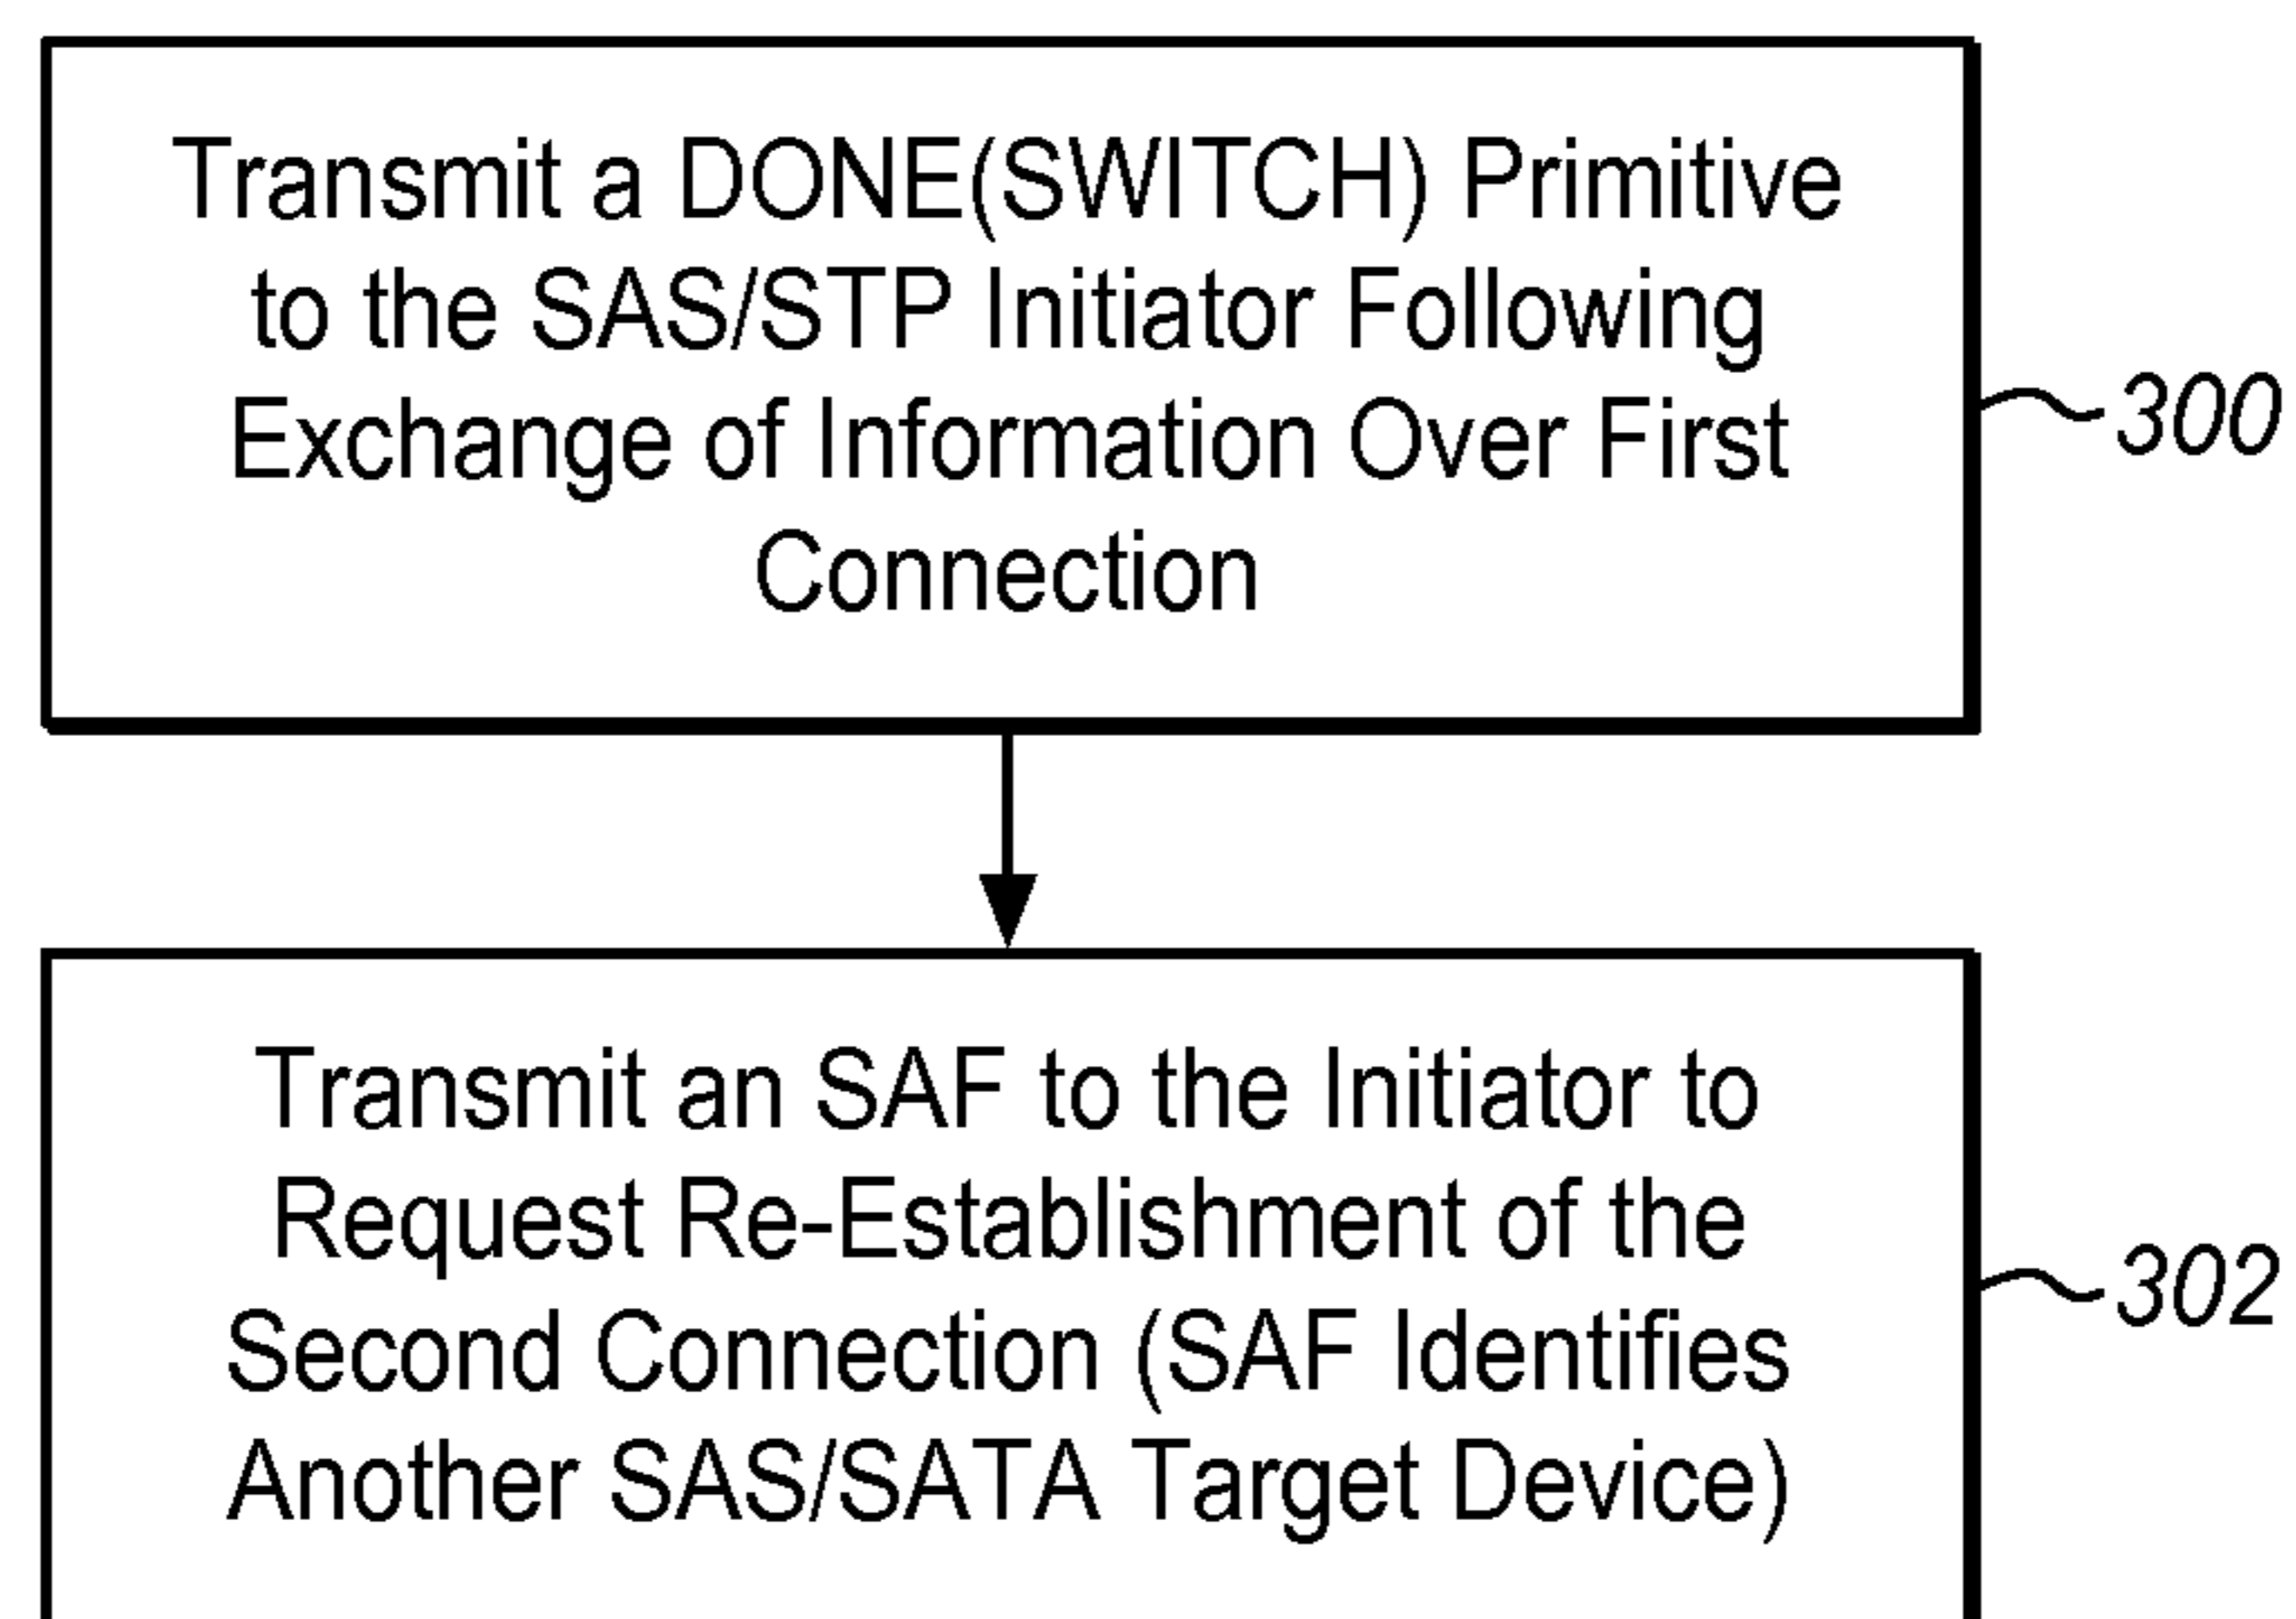 Transmit a DONE(SWITCH) Primitive
to the SAS/STP Initiator Following
Exchange of Information Over First
Connection
300
Transmit an SAF to the Initiator to
Request Re-Establishment of the
Second Connection (SAF Identifies
Another SAS/SATA Target Device)
302